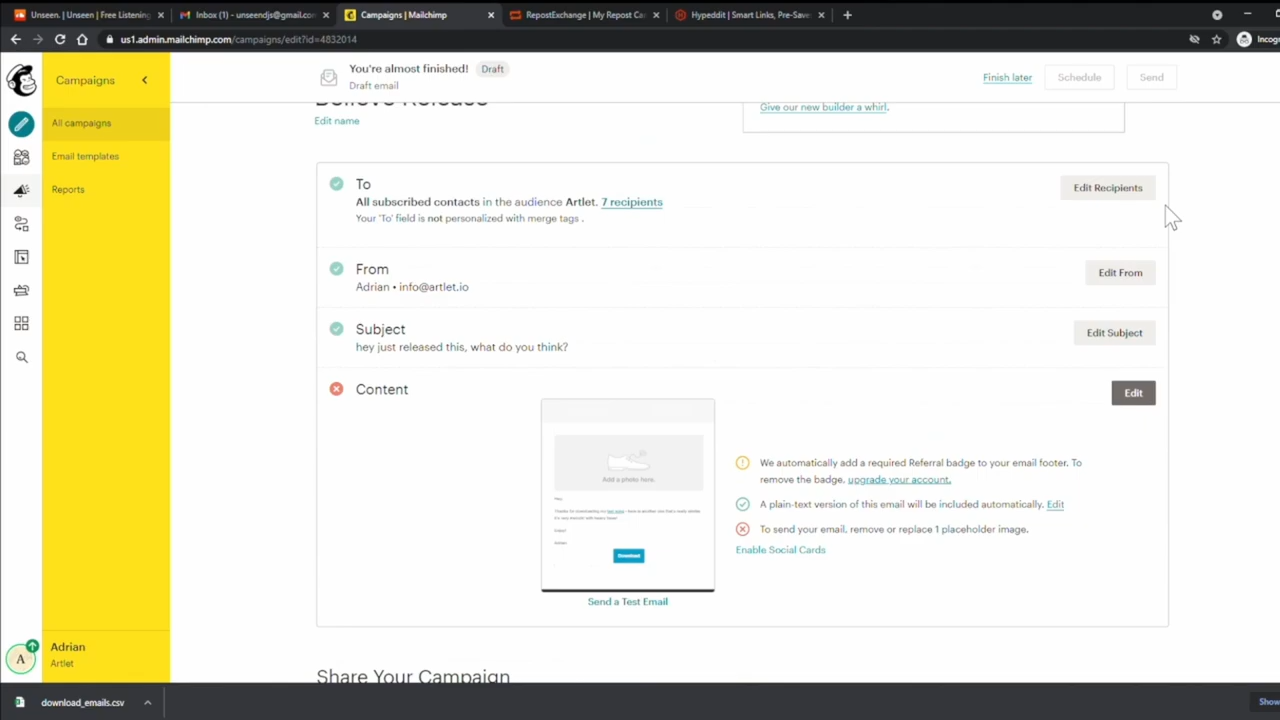 Unseen. | Unseen | Free Listening
Inbox (1) - unseendjs@gmail.com
Campaigns | Mailchimp
RepostExchange | My Repost Ca
Hypeddit | Smart Links, Pre-Save
us1.admin.mailchimp.com/campaigns/edit?id=4832014
Incog
Campaigns
You're almost finished!
Draft
Draft email
Finish later
Schedule
Send
All campaigns
Email templates
Reports
Believe Release
Edit name
Give our new builder a whirl.
To
All subscribed contacts in the audience Artlet. 7 recipients
Your 'To' field is not personalized with merge tags .
Edit Recipients
From
Adrian • info@artlet.io
Edit From
Subject
hey just released this, what do you think?
Edit Subject
Content
Edit
Add a photo here.
Hey,
Download
Send a Test Email
We automatically add a required Referral badge to your email footer. To
remove the badge, upgrade your account.
A plain-text version of this email will be included automatically. Edit
To send your email, remove or replace 1 placeholder image.
Enable Social Cards
Share Your Campaign
A
Adrian
Artlet
download_emails.csv
Show